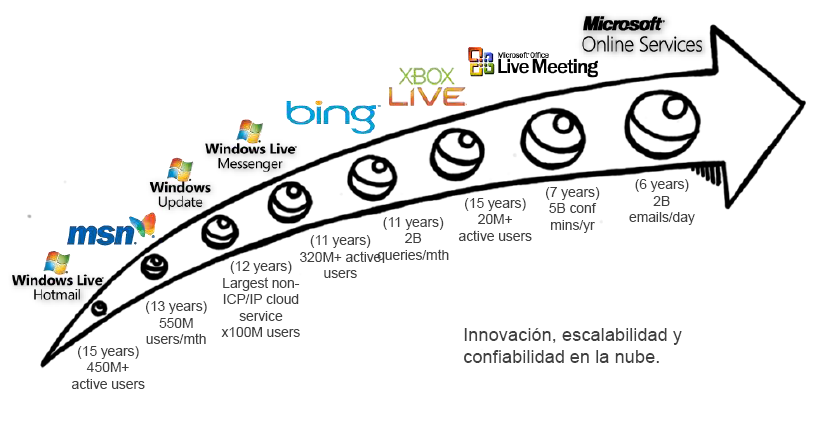 Microsoft®
Online Services
Microsoft® Office
Live Meeting
XBOX
LIVE
bing™
Windows Live™
Messenger
Windows
Update
msn
Windows Live™
Hotmail
(15 years)
450M+
active users
(13 years)
550M
users/mth
(12 years)
Largest non-
ICP/IP cloud
service
x100M users
(11 years)
320M+ active
users
(11 years)
2B
queries/mth
(15 years)
20M+
active users
(7 years)
5B conf
mins/yr
(6 years)
2B
emails/day
Innovación, escalabilidad y
confiabilidad en la nube.